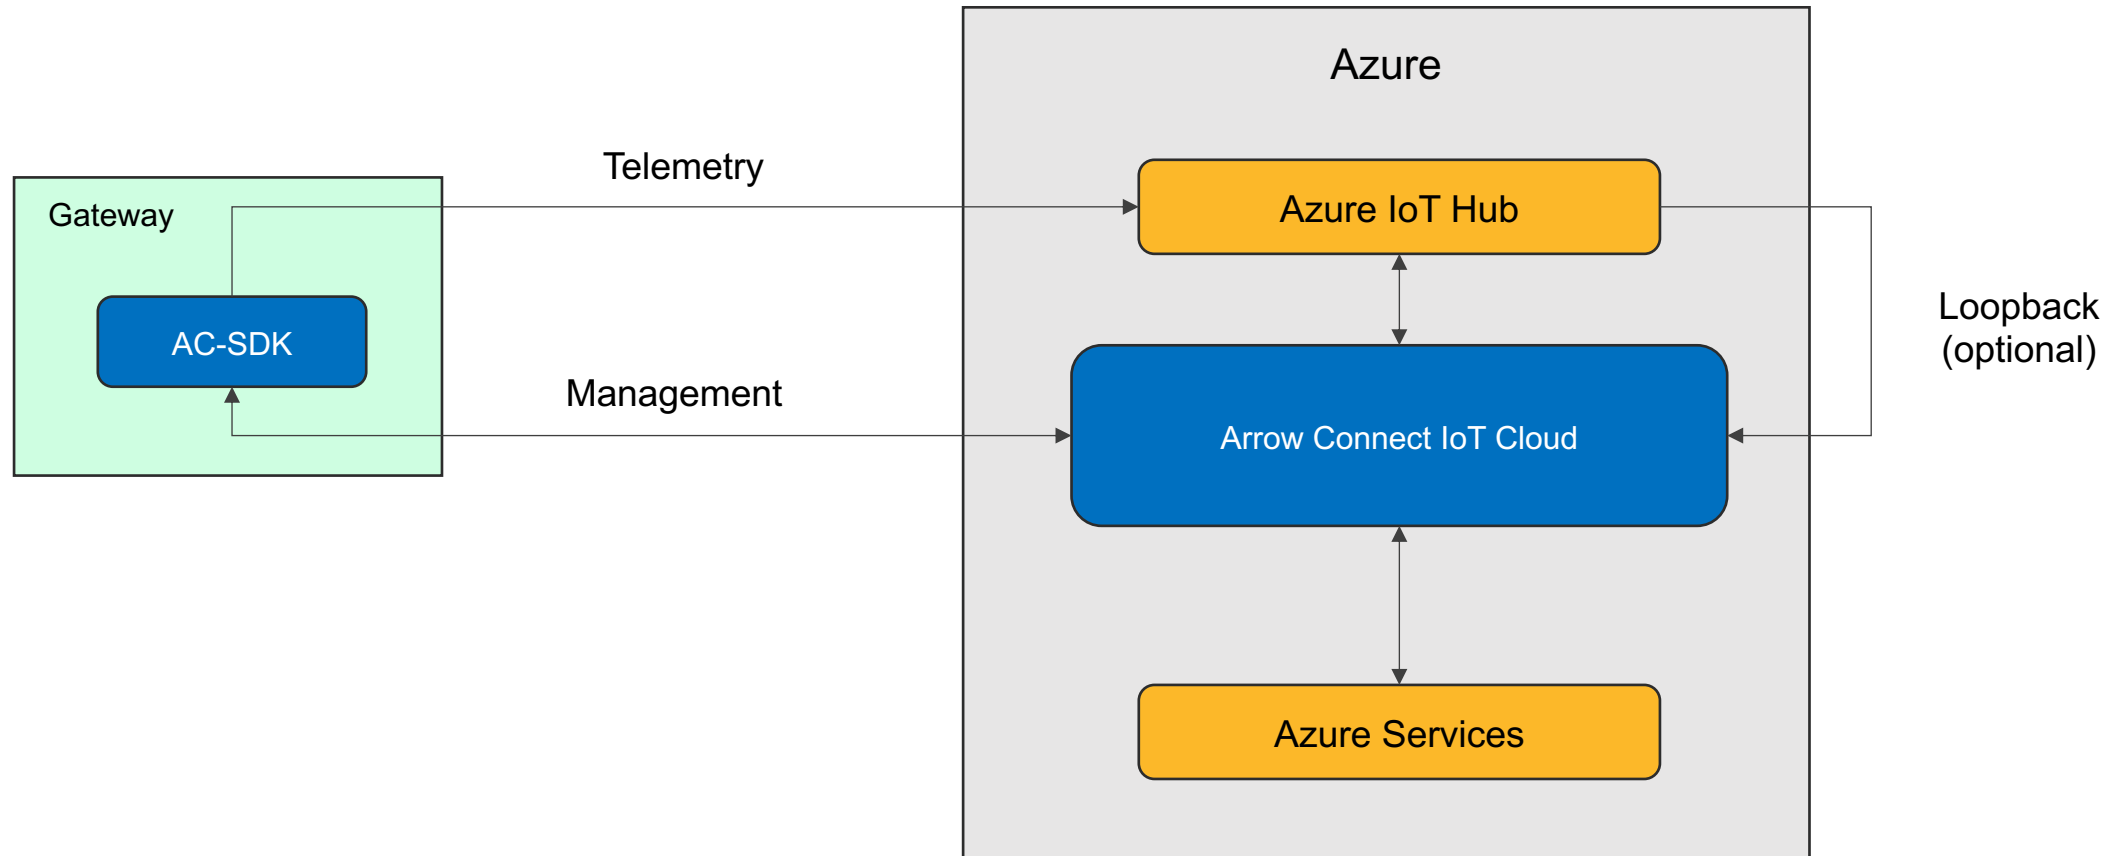 Azure
Telemetry
Gateway
Azure IoT Hub
AC-SDK
Loopback
(optional)
Management
Arrow Connect IoT Cloud
Azure Services